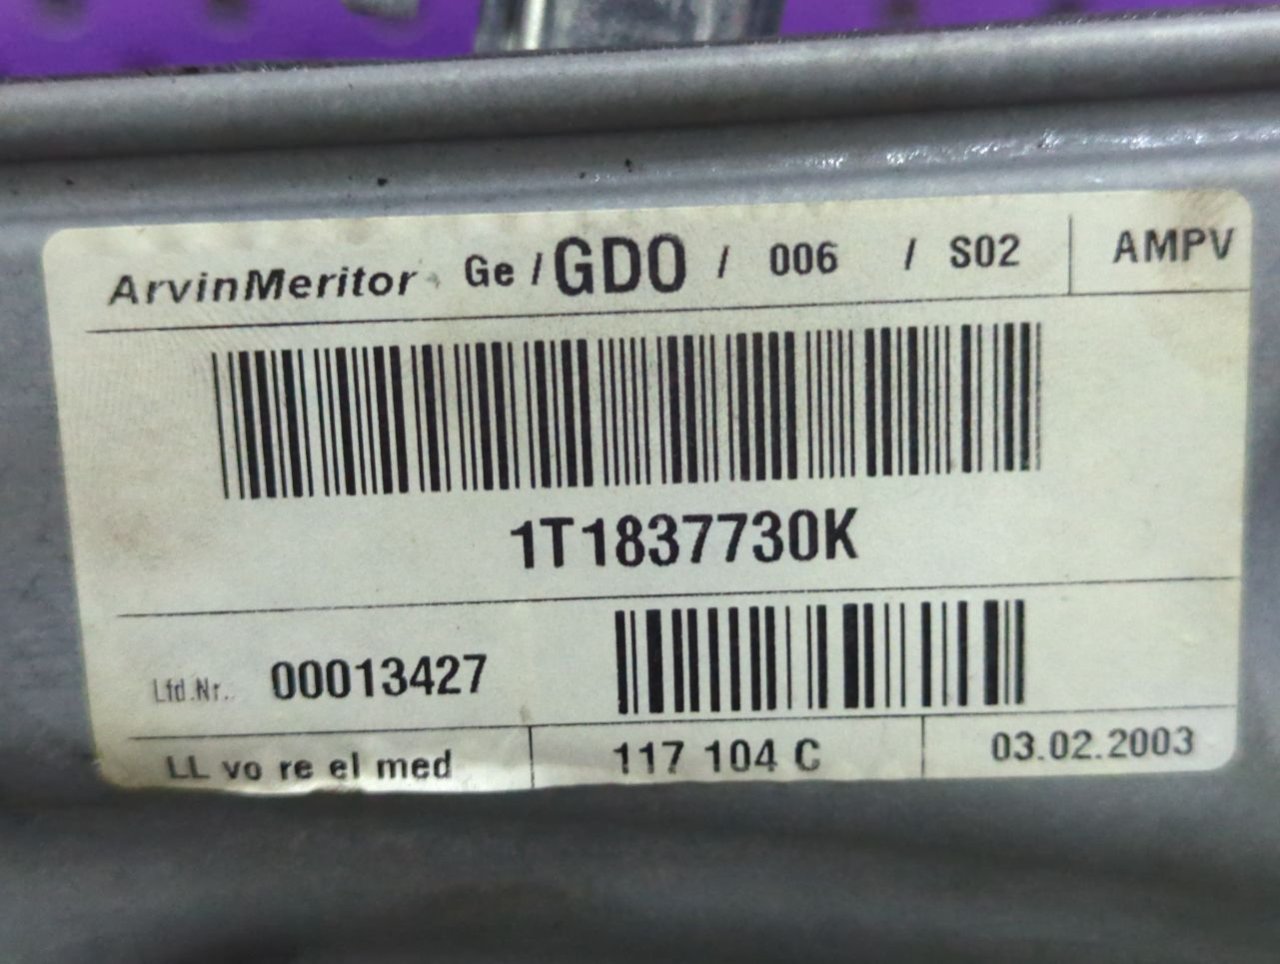 ArvinMeritor Ge / GDO / 006 / S02 AMPV
1T1837730K
Lfd.Nr. 00013427
LL vo re el med 117 104 C 03.02.2003